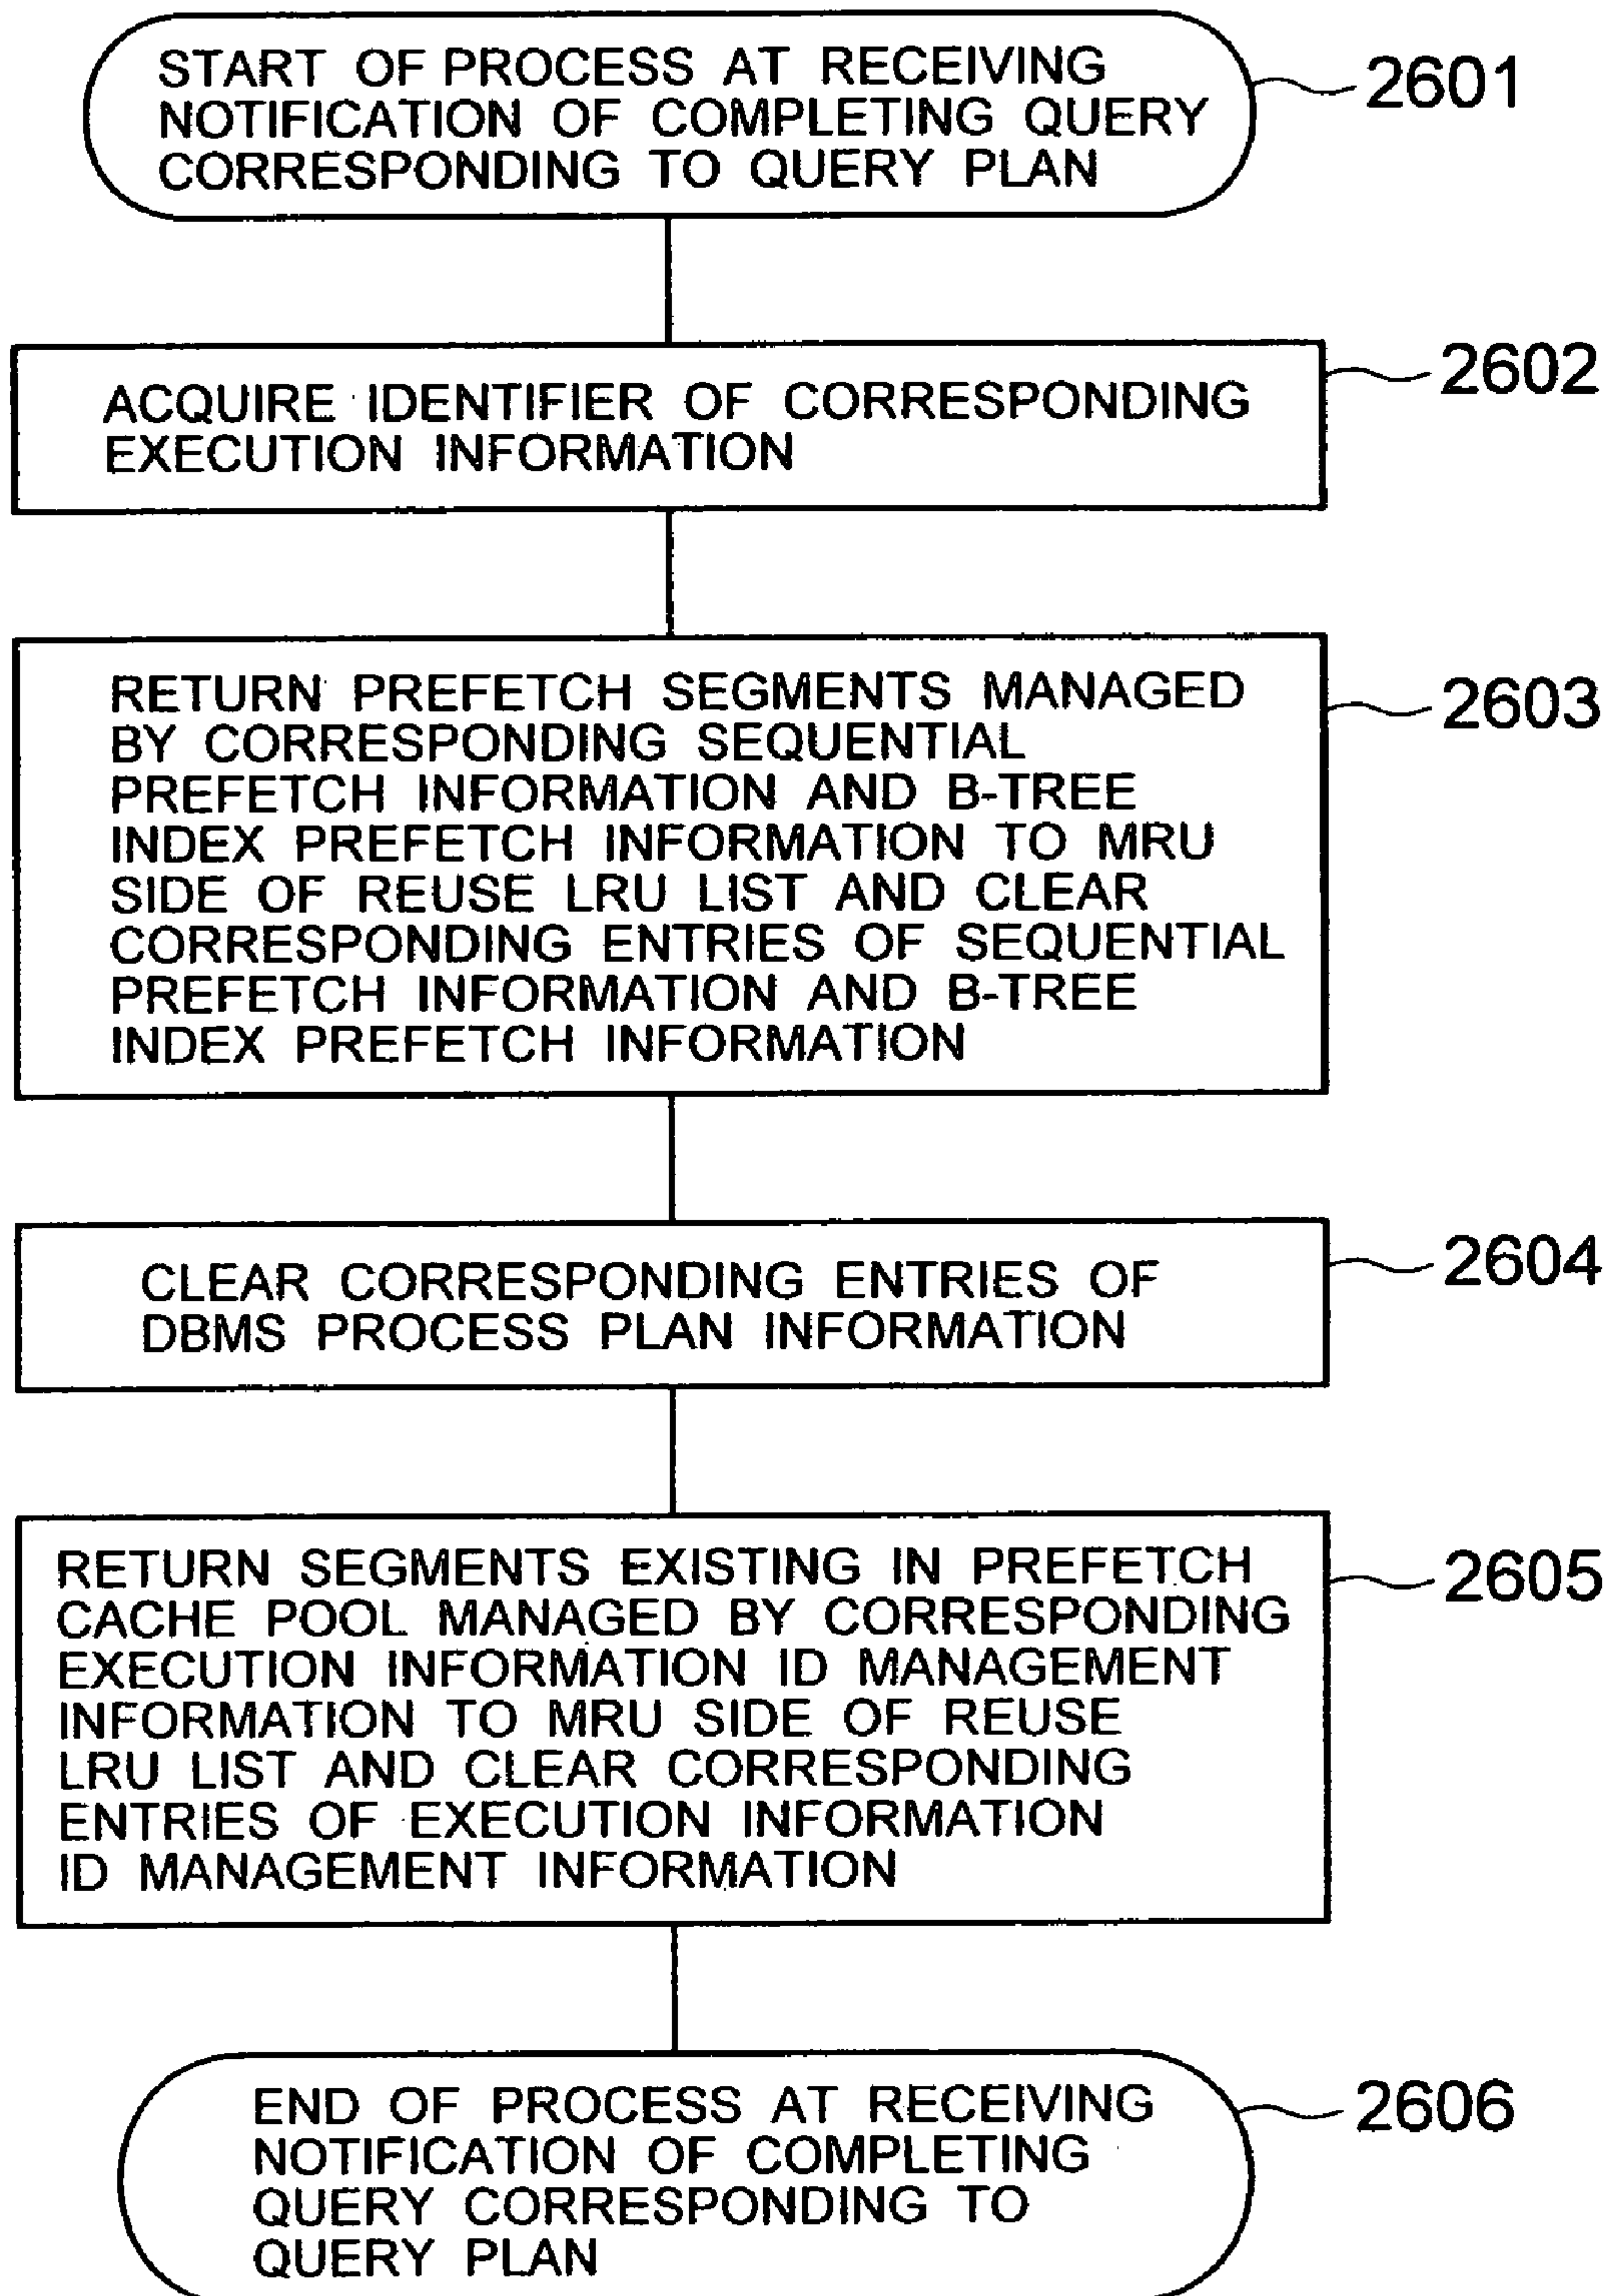 START OF PROCESS AT RECEIVING
NOTIFICATION OF COMPLETING QUERY
CORRESPONDING TO QUERY PLAN
2601
ACQUIRE IDENTIFIER OF CORRESPONDING
EXECUTION INFORMATION
2602
RETURN PREFETCH SEGMENTS MANAGED
BY CORRESPONDING SEQUENTIAL
PREFETCH INFORMATION AND B-TREE
INDEX PREFETCH INFORMATION TO MRU
SIDE OF REUSE LRU LIST AND CLEAR
CORRESPONDING ENTRIES OF SEQUENTIAL
PREFETCH INFORMATION AND B-TREE
INDEX PREFETCH INFORMATION
2603
CLEAR CORRESPONDING ENTRIES OF
DBMS PROCESS PLAN INFORMATION
2604
RETURN SEGMENTS EXISTING IN PREFETCH
CACHE POOL MANAGED BY CORRESPONDING
EXECUTION INFORMATION ID MANAGEMENT
INFORMATION TO MRU SIDE OF REUSE
LRU LIST AND CLEAR CORRESPONDING
ENTRIES OF EXECUTION INFORMATION
ID MANAGEMENT INFORMATION
2605
END OF PROCESS AT RECEIVING
NOTIFICATION OF COMPLETING
QUERY CORRESPONDING TO
QUERY PLAN
2606